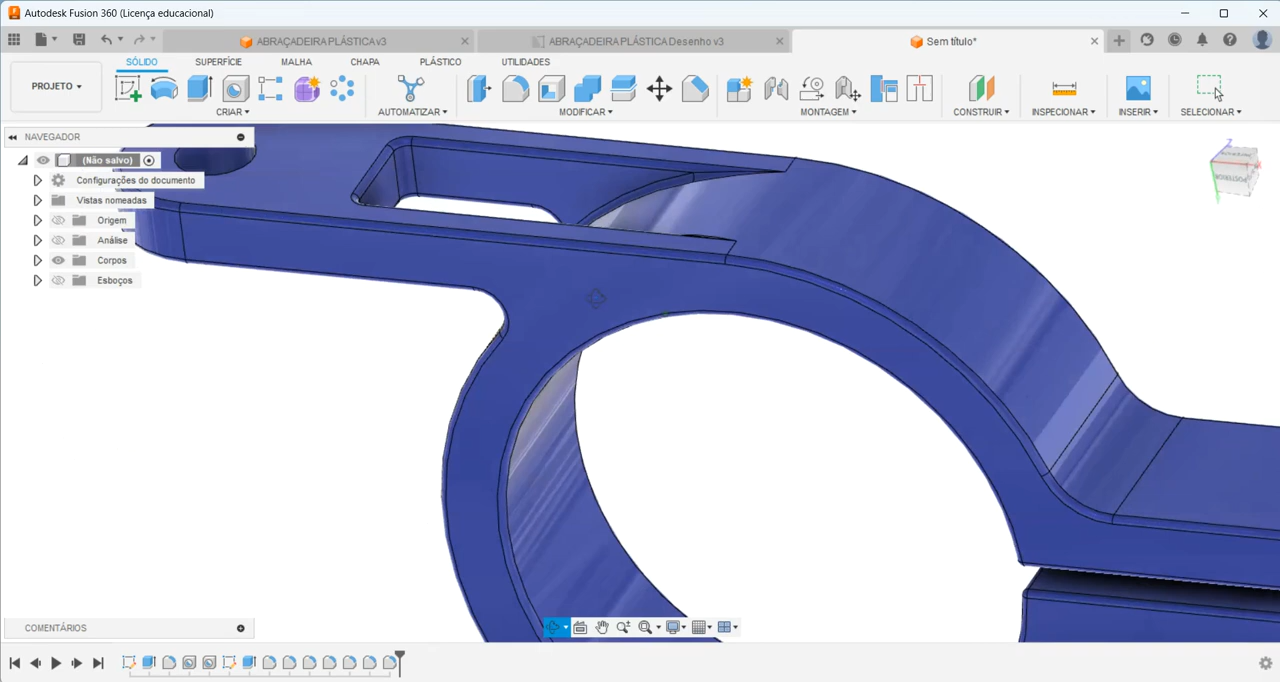 Autodesk Fusion 360 (Licença educacional)
ABRAÇADEIRA PLÁSTICA v3
ABRAÇADEIRA PLÁSTICA Desenho v3
Sem título*
SÓLIDO SUPERFÍCIE MALHA CHAPA PLÁSTICO UTILIDADES
PROJETO
CRIAR AUTOMATIZAR MODIFICAR MONTAGEM CONSTRUIR INSPECIONAR INSERIR SELECIONAR
NAVEGADOR
(Não salvo)
Configurações do documento
Vistas nomeadas
Origem
Análise
Corpos
Esboços
COMENTÁRIOS